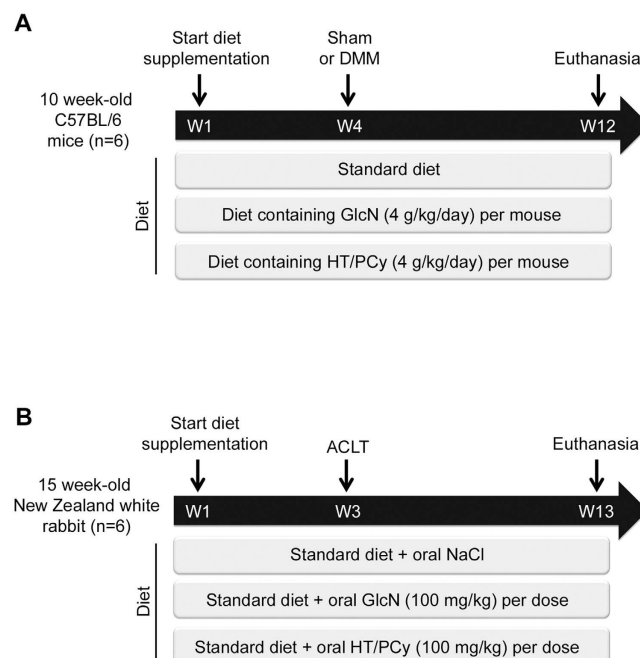 A
Start diet
supplementation
Sham
or DMM
Euthanasia
10 week-old
C57BL/6
mice (n=6)
W1
W4
W12
Diet
Standard diet
Diet containing GlcN (4 g/kg/day) per mouse
Diet containing HT/PCy (4 g/kg/day) per mouse
B
Start diet
supplementation
ACLT
Euthanasia
15 week-old
New Zealand white
rabbit (n=6)
W1
W3
W13
Diet
Standard diet + oral NaCl
Standard diet + oral GlcN (100 mg/kg) per dose
Standard diet + oral HT/PCy (100 mg/kg) per dose